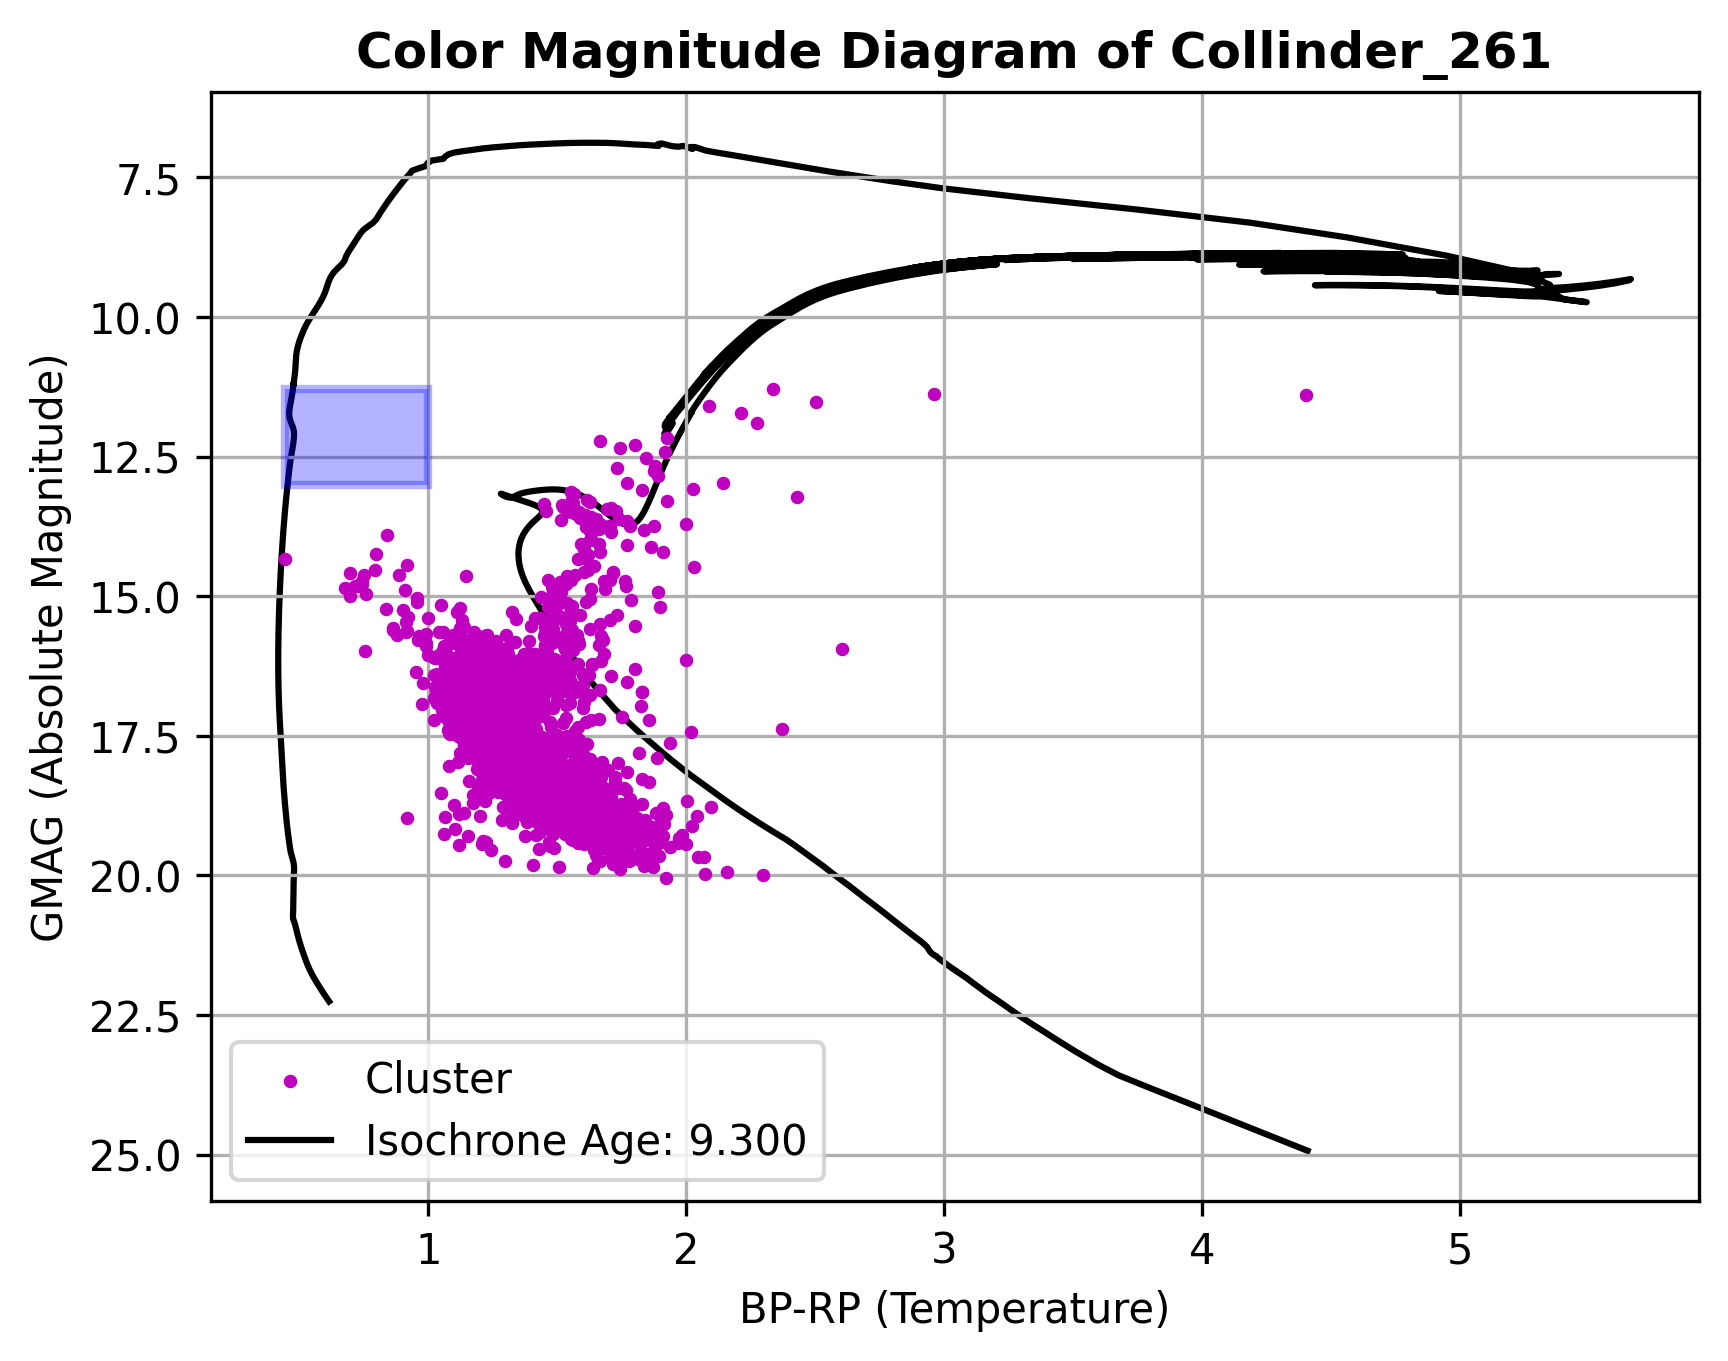 Color Magnitude Diagram of Collinder_261
GMAG (Absolute Magnitude)
7.5
10.0
12.5
15.0
17.5
20.0
22.5
25.0
Cluster
Isochrone Age: 9.300
1 2 3 4 5
BP-RP (Temperature)